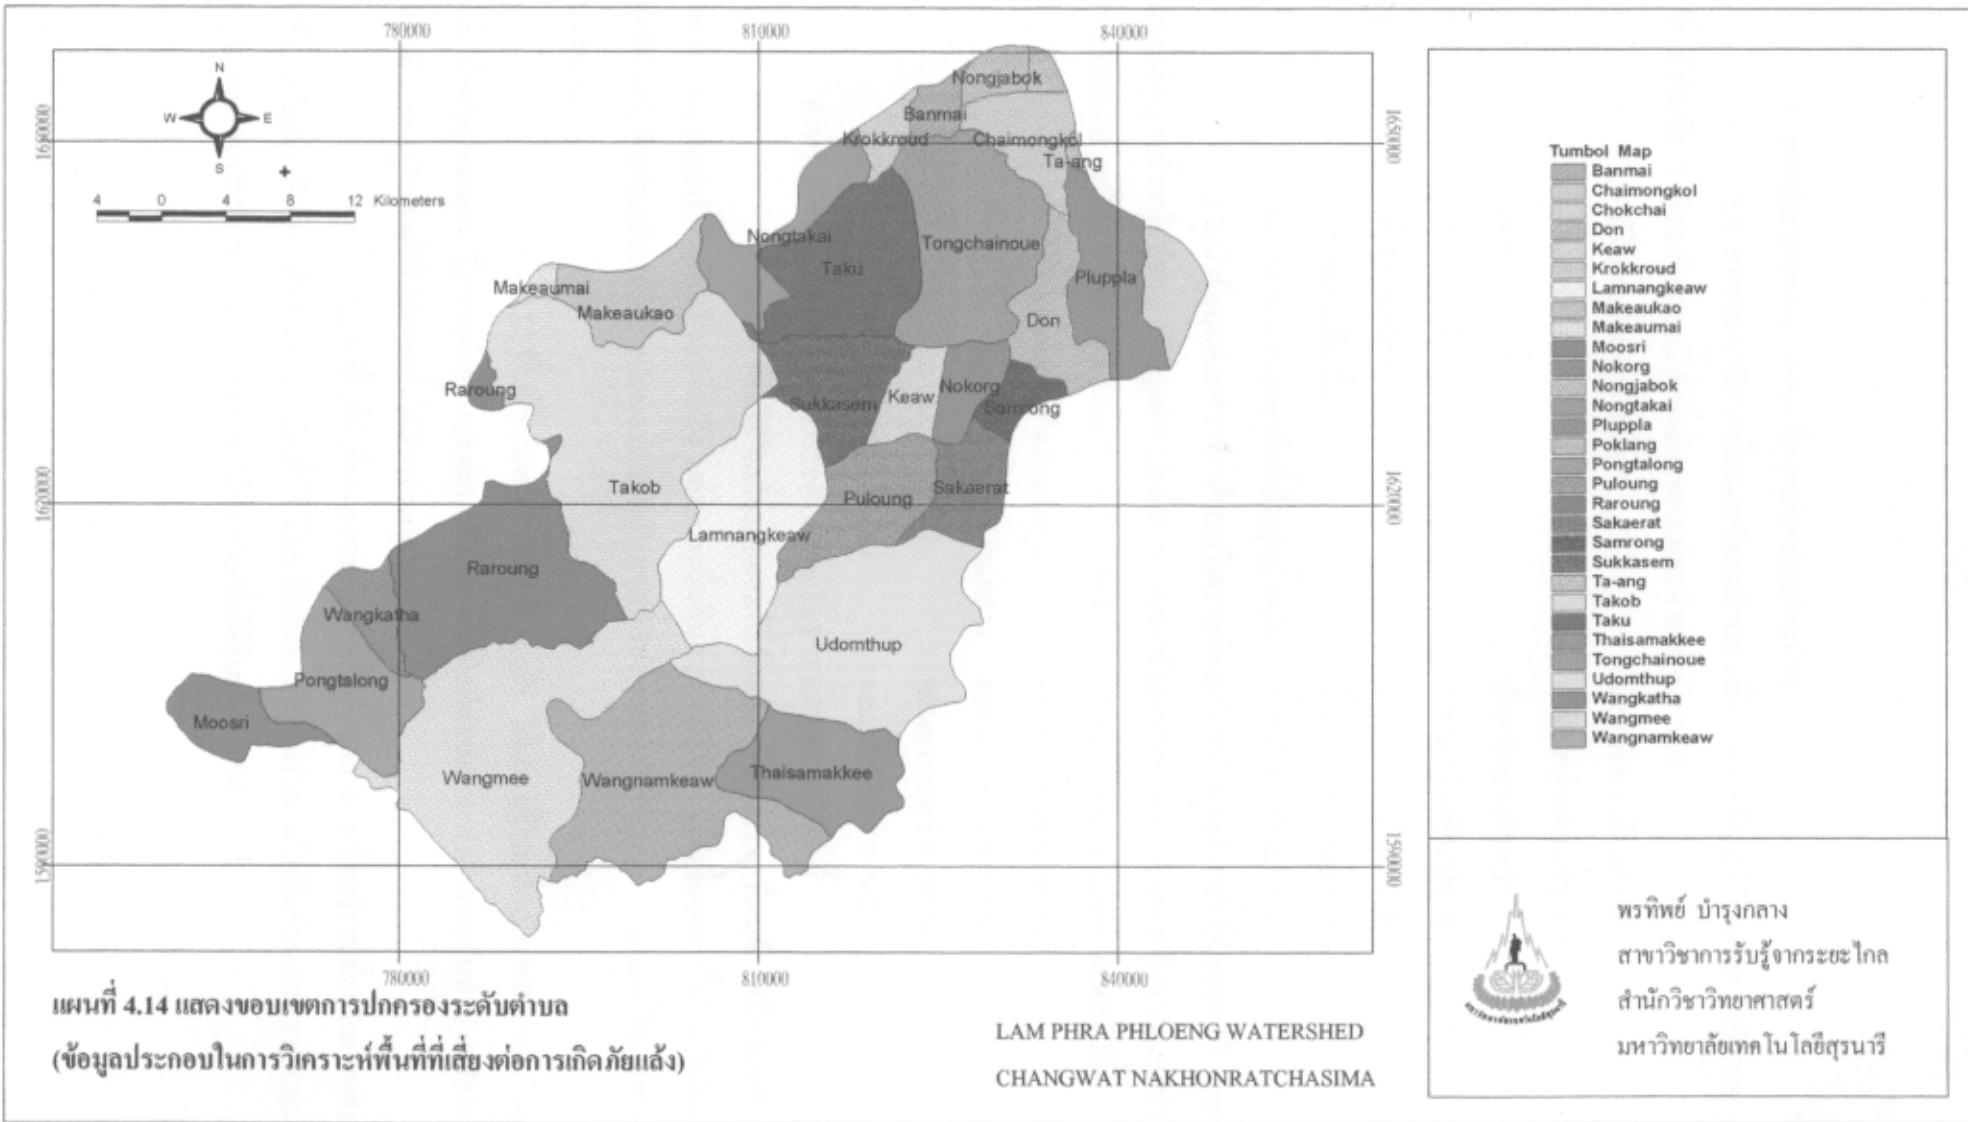 780000
810000
840000
N
W E
S
4 0 4 8 12 Kilometers
1650000
1650000
1620000
1620000
1590000
1590000
Nongjabok
Banmai
Krokkroud
Chaimongkol
Ta-ang
Nongtakai
Taku
Tongchainoue
Pluppla
Makeaumai
Makeaukao
Don
Raroung
Sukkasem
Keaw
Nokorg
Samrong
Takob
Puloung
Sakaerat
Lamnangkeaw
Raroung
Wangkatha
Udomthup
Pongtalong
Moosri
Wangmee
Wangnamkeaw
Thaisamakkee
780000
810000
840000
Tumbol Map
Banmai
Chaimongkol
Chokchai
Don
Keaw
Krokkroud
Lamnangkeaw
Makeaukao
Makeaumai
Moosri
Nokorg
Nongjabok
Nongtakai
Pluppla
Poklang
Pongtalong
Puloung
Raroung
Sakaerat
Samrong
Sukkasem
Ta-ang
Takob
Taku
Thaisamakkee
Tongchainoue
Udomthup
Wangkatha
Wangmee
Wangnamkeaw
แผนที่ 4.14 แสดงขอบเขตการปกครองระดับตำบล
(ข้อมูลประกอบในการวิเคราะห์พื้นที่ที่เสี่ยงต่อการเกิดภัยแล้ง)
LAM PHRA PHLOENG WATERSHED
CHANGWAT NAKHONRATCHASIMA
พรทิพย์ บำรุงกลาง
สาขาวิชาการรับรู้จากระยะไกล
สำนักวิชาวิทยาศาสตร์
มหาวิทยาลัยเทคโนโลยีสุรนารี